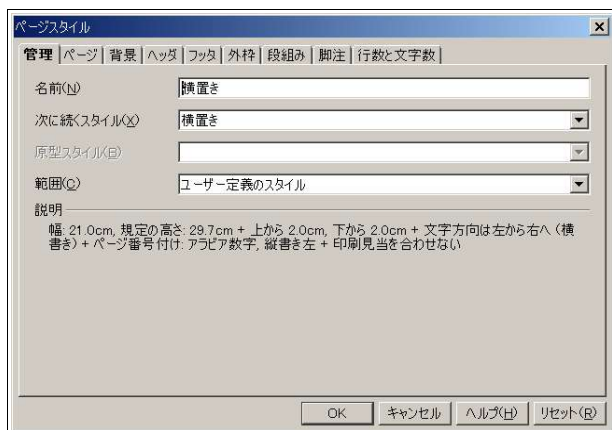 ページスタイル
管理 ページ 背景 ヘッダ フッタ 外枠 段組み 脚注 行数と文字数
名前(N) 横置き
次に続くスタイル(X) 横置き
原型スタイル(E)
範囲(C) ユーザー定義のスタイル
説明
幅: 21.0cm, 規定の高さ: 29.7cm + 上から 2.0cm, 下から 2.0cm + 文字方向は左から右へ (横
書き) + ページ番号付け: アラビア数字, 縦書き左 + 印刷見当を合わせない
OK キャンセル ヘルプ(H) リセット(R)